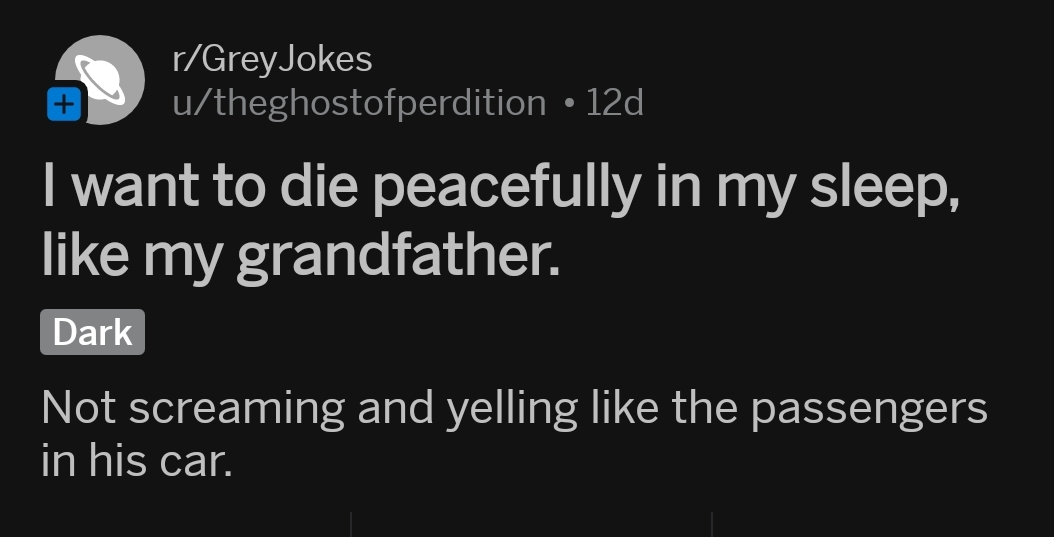 r/GreyJokes
u/theghostofperdition • 12d
I want to die peacefully in my sleep,
like my grandfather.
Dark
Not screaming and yelling like the passengers
in his car.